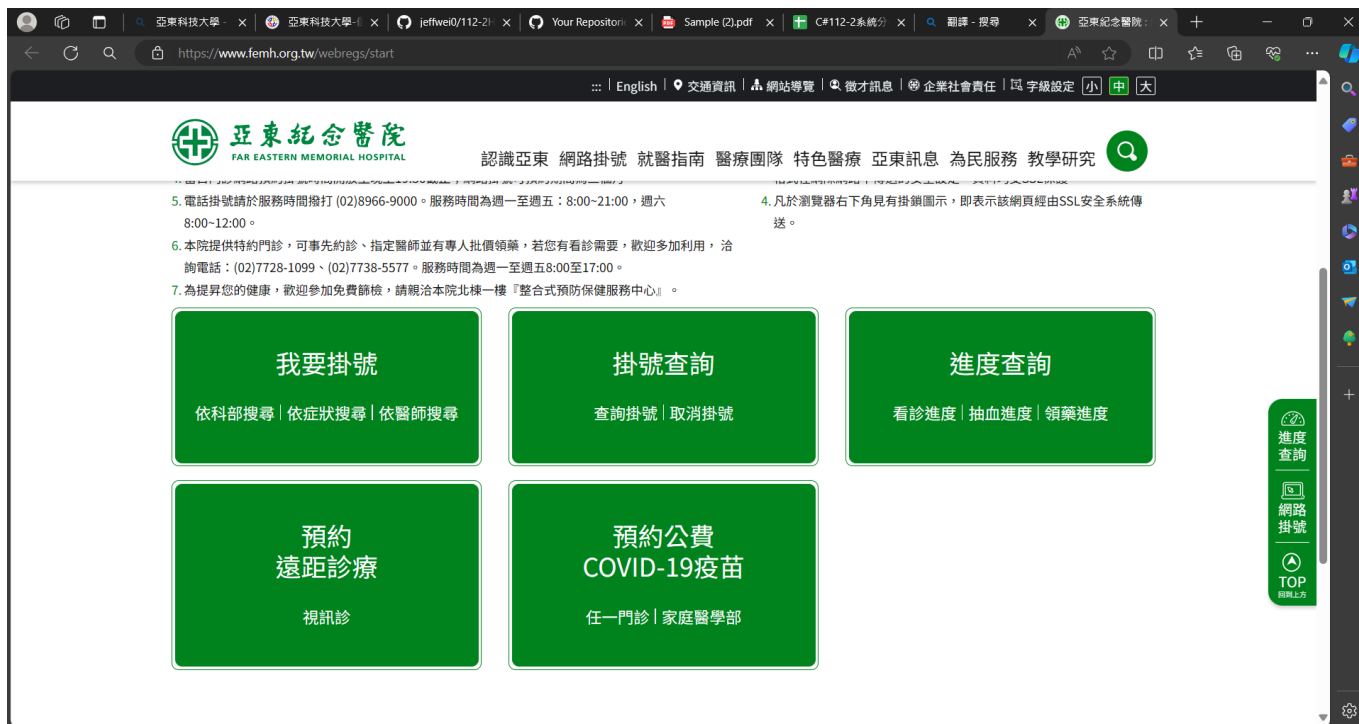 亞東科技大學 -
亞東科技大學-
jeffwei0/112-2
Your Repositori
Sample (2).pdf
C#112-2系統分
翻譯 - 搜尋
亞東紀念醫院:
https://www.femh.org.tw/webregs/start
::: English 交通資訊 網站導覽 徵才訊息 企業社會責任 字級設定 小 中 大
亞東紀念醫院
FAR EASTERN MEMORIAL HOSPITAL
認識亞東 網路掛號 就醫指南 醫療團隊 特色醫療 亞東訊息 為民服務 教學研究
5. 電話掛號請於服務時間撥打 (02)8966-9000。服務時間為週一至週五：8:00~21:00，週六
8:00~12:00。
6. 本院提供特約門診，可事先約診、指定醫師並有專人批價領藥，若您有看診需要，歡迎多加利用， 洽
詢電話：(02)7728-1099、(02)7738-5577。服務時間為週一至週五8:00至17:00。
7. 為提昇您的健康，歡迎參加免費篩檢，請親洽本院北棟一樓『整合式預防保健服務中心』。
4. 凡於瀏覽器右下角見有掛鎖圖示，即表示該網頁經由SSL安全系統傳
送。
我要掛號
依科部搜尋 | 依症狀搜尋 | 依醫師搜尋
掛號查詢
查詢掛號 | 取消掛號
進度查詢
看診進度 | 抽血進度 | 領藥進度
預約
遠距診療
視訊診
預約公費
COVID-19疫苗
任一門診 | 家庭醫學部
進度
查詢
網路
掛號
TOP
回到上方